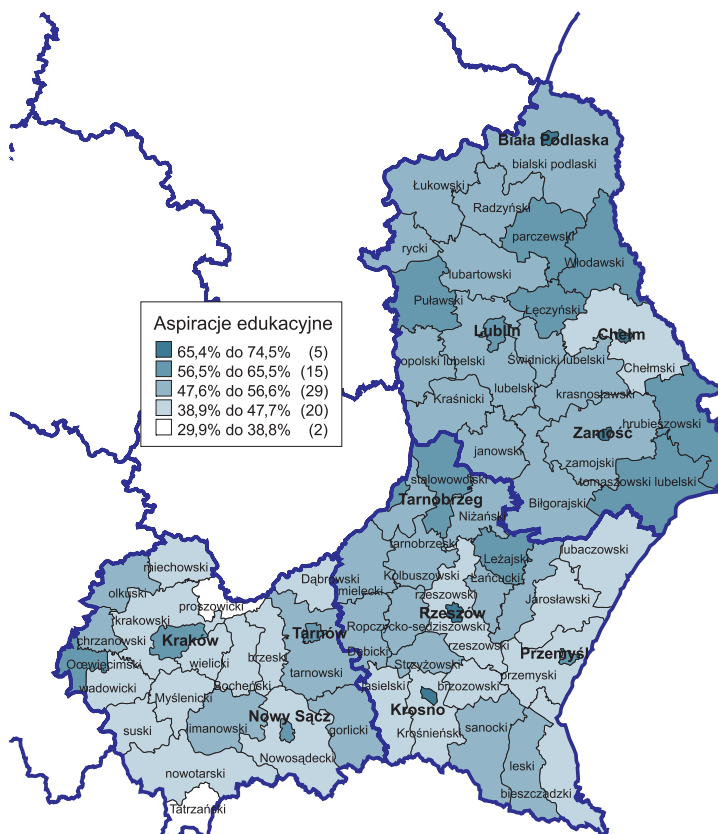 Biała Podlaska
bialski podlaski
Łukowski
Radzyński
parczewski
rycki
Włodawski
lubartowski
Puławski
Łęczyński
Lublin
Chełm
Aspiracje edukacyjne
65,4% do 74,5% (5)
56,5% do 65,5% (15)
47,6% do 56,6% (29)
38,9% do 47,7% (20)
29,9% do 38,8% (2)
opolski lubelski
Świdnicki lubelski
Chełmski
lubelski
krasnostawski
Kraśnicki
hrubieszowski
Zamość
janowski
zamojski
stalowowolski
tomaszowski lubelski
Tarnobrzeg
Biłgorajski
Niżański
tarnobrzeski
lubaczowski
miechowski
Leżajski
Dąbrowski
Kolbuszowski
Łańcucki
olkuski
mielecki
rzeszowski
Jarosławski
proszowicki
Rzeszów
krakowski
Ropczycko-sędziszowski
chrzanowski
Kraków
Tarnów
rzeszowski
Przemyśl
Dębicki
Oświęcimski
wielicki
brzeski
Strzyżowski
tarnowski
przemyski
wadowicki
Bocheński
jasielski
brzozowski
Myślenicki
Krosno
Nowy Sącz
suski
limanowski
gorlicki
Krośnieński
sanocki
Nowosądecki
leski
nowotarski
bieszczadzki
Tatrzański